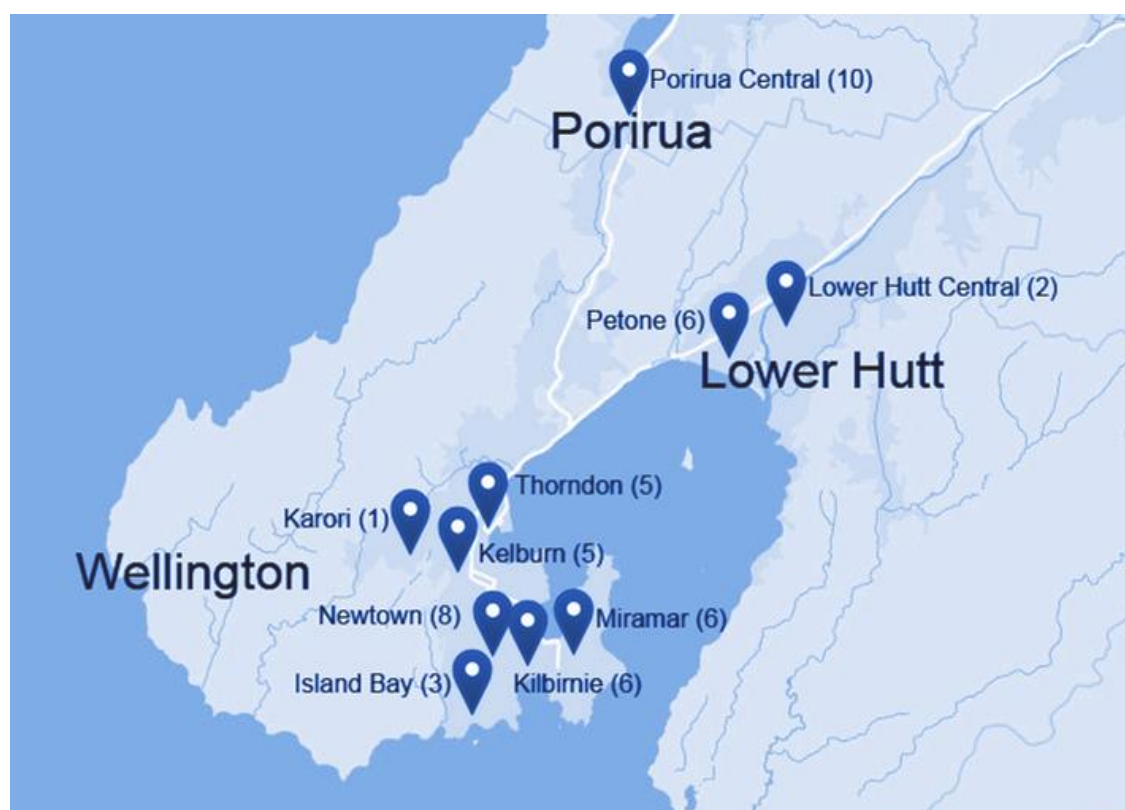 Porirua Central (10)
Porirua
Lower Hutt Central (2)
Petone (6)
Lower Hutt
Thorndon (5)
Karori (1)
Kelburn (5)
Wellington
Newtown (8)
Miramar (6)
Island Bay (3)
Kilbirnie (6)